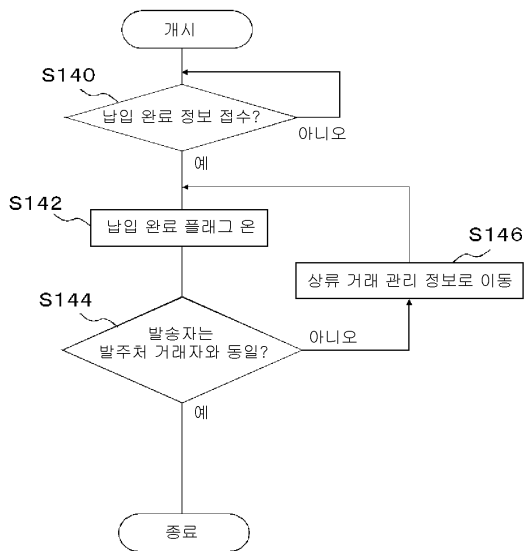 개시
S140
납입 완료 정보 접수?
아니오
예
S142
납입 완료 플래그 온
S146
상류 거래 관리 정보로 이동
S144
발송자는
발주처 거래자와 동일?
아니오
예
종료